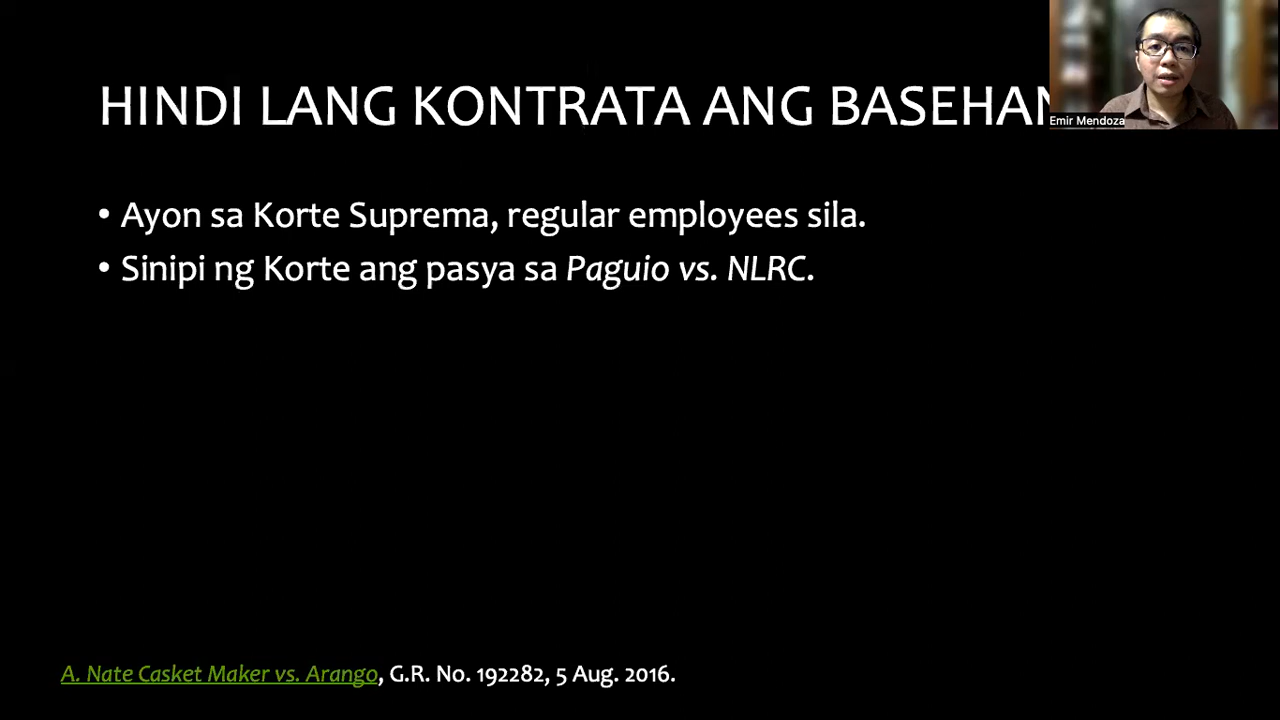 HINDI LANG KONTRATA ANG BASEHAN
Emir Mendoza
• Ayon sa Korte Suprema, regular employees sila.
• Sinipi ng Korte ang pasya sa Paguio vs. NLRC.
A. Nate Casket Maker vs. Arango, G.R. No. 192282, 5 Aug. 2016.